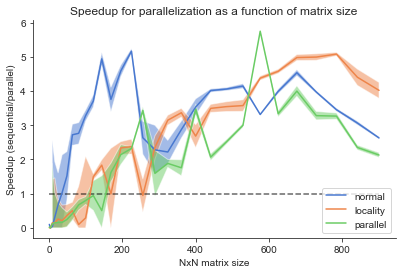 Speedup for parallelization as a function of matrix size
Speedup (sequential/parallel)
6
5
4
3
2
1
0
normal
locality
parallel
0
200
400
600
800
NxN matrix size